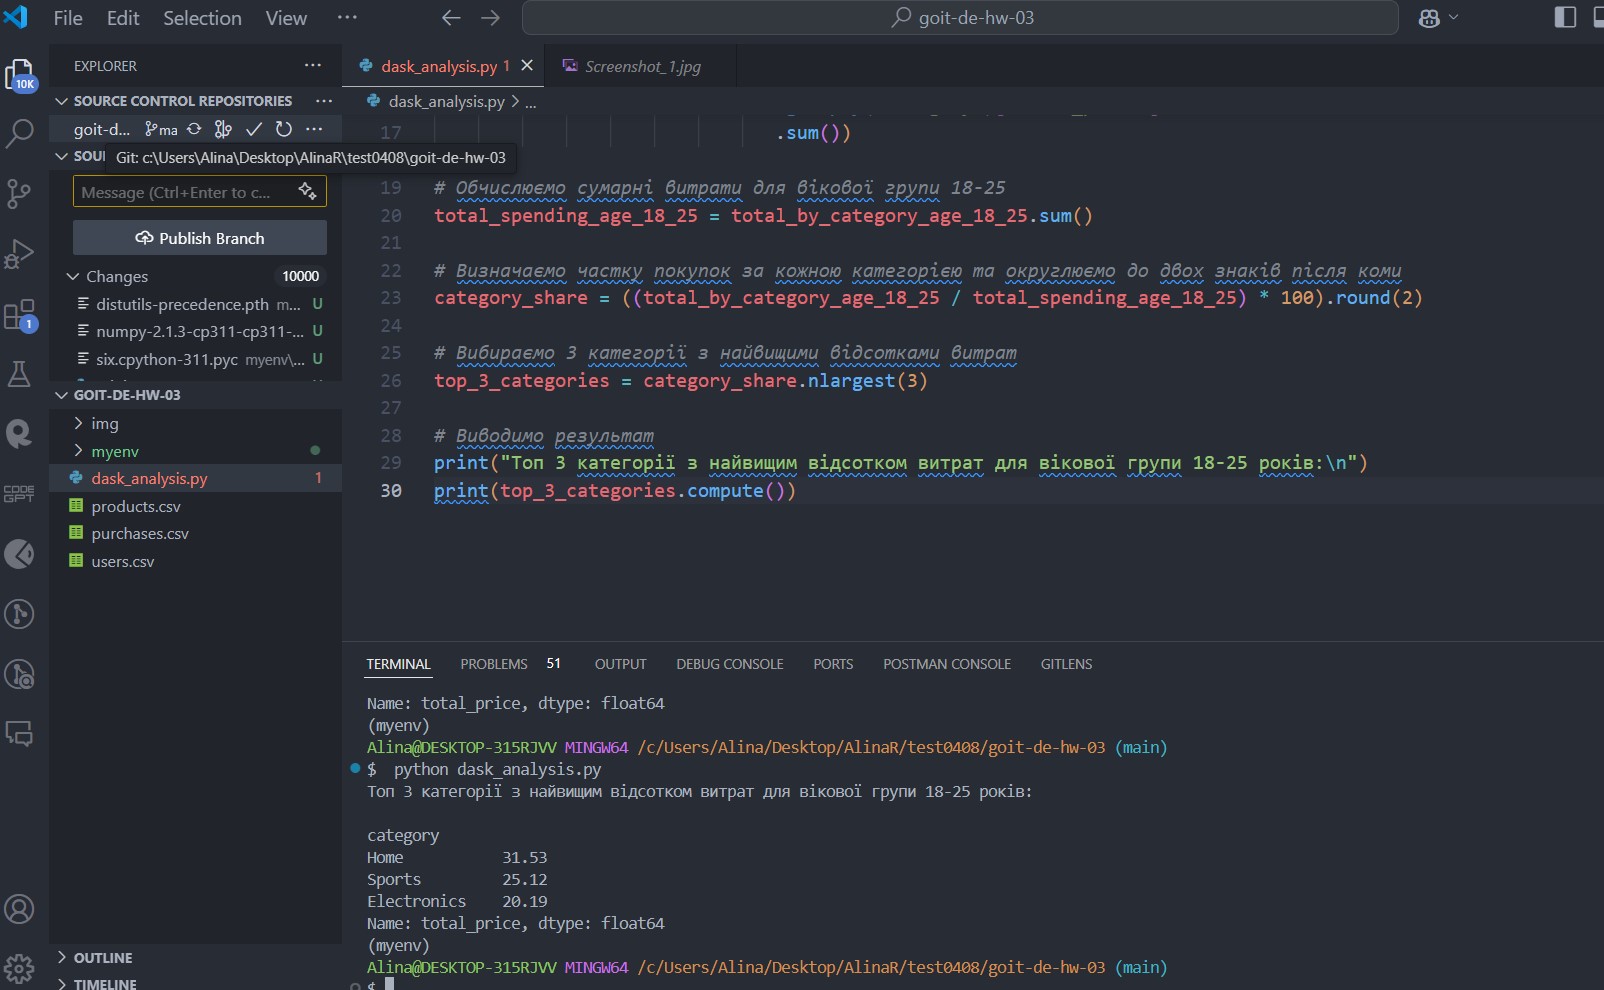 File Edit Selection View ···
goit-de-hw-03
10K
EXPLORER ···
SOURCE CONTROL REPOSITORIES ···
goit-d... ma ···
SOU
Git: c:\Users\Alina\Desktop\AlinaR\test0408\goit-de-hw-03
Message (Ctrl+Enter to c...
Publish Branch
Changes 10000
distutils-precedence.pth m... U
numpy-2.1.3-cp311-cp311-... U
six.cpython-311.pyc myenv\... U
GOIT-DE-HW-03
img
myenv
dask_analysis.py 1
products.csv
purchases.csv
users.csv
OUTLINE
TIMELINE
1
CODE
GPT
dask_analysis.py 1
Screenshot_1.jpg
dask_analysis.py > ...
17 .sum())
19 # Обчислюємо сумарні витрати для вікової групи 18-25
20 total_spending_age_18_25 = total_by_category_age_18_25.sum()
21
22 # Визначаємо частку покупок за кожною категорією та округлюємо до двох знаків після коми
23 category_share = ((total_by_category_age_18_25 / total_spending_age_18_25) * 100).round(2)
24
25 # Вибираємо 3 категорії з найвищими відсотками витрат
26 top_3_categories = category_share.nlargest(3)
27
28 # Виводимо результат
29 print("Топ 3 категорії з найвищим відсотком витрат для вікової групи 18-25 років:\n")
30 print(top_3_categories.compute())
TERMINAL PROBLEMS 51 OUTPUT DEBUG CONSOLE PORTS POSTMAN CONSOLE GITLENS
Name: total_price, dtype: float64
(myenv)
Alina@DESKTOP-315RJVV MINGW64 /c/Users/Alina/Desktop/AlinaR/test0408/goit-de-hw-03 (main)
$ python dask_analysis.py
Топ 3 категорії з найвищим відсотком витрат для вікової групи 18-25 років:
category
Home 31.53
Sports 25.12
Electronics 20.19
Name: total_price, dtype: float64
(myenv)
Alina@DESKTOP-315RJVV MINGW64 /c/Users/Alina/Desktop/AlinaR/test0408/goit-de-hw-03 (main)
$